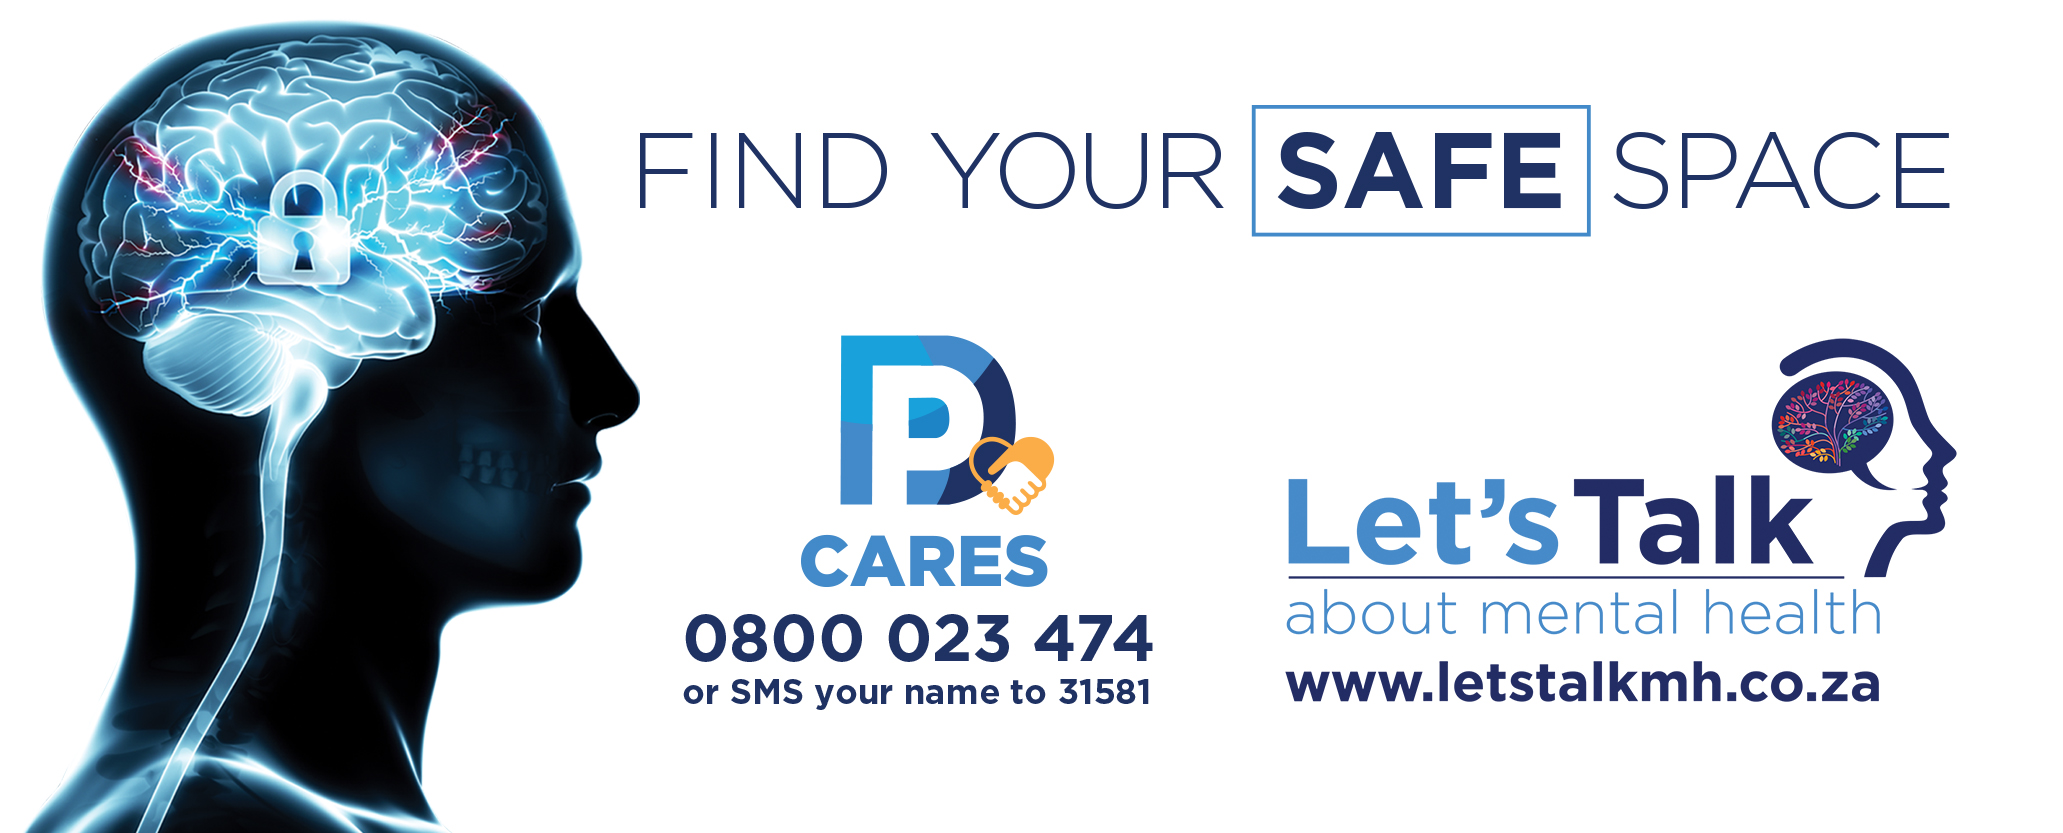 FIND YOUR SAFE SPACE
DP
CARES
0800 023 474
or SMS your name to 31581
Let's Talk
about mental health
www.letstalkmh.co.za